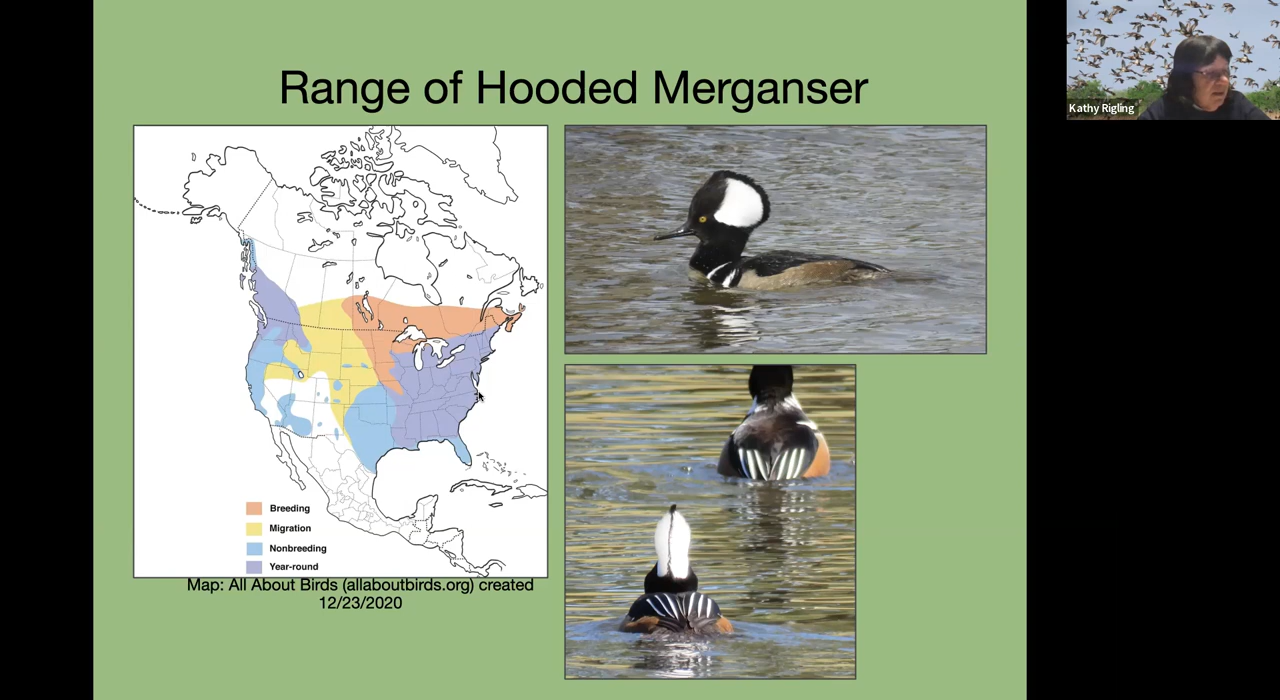 Range of Hooded Merganser
Kathy Rigling
Breeding
Migration
Nonbreeding
Year-round
Map: All About Birds (allaboutbirds.org) created
12/23/2020